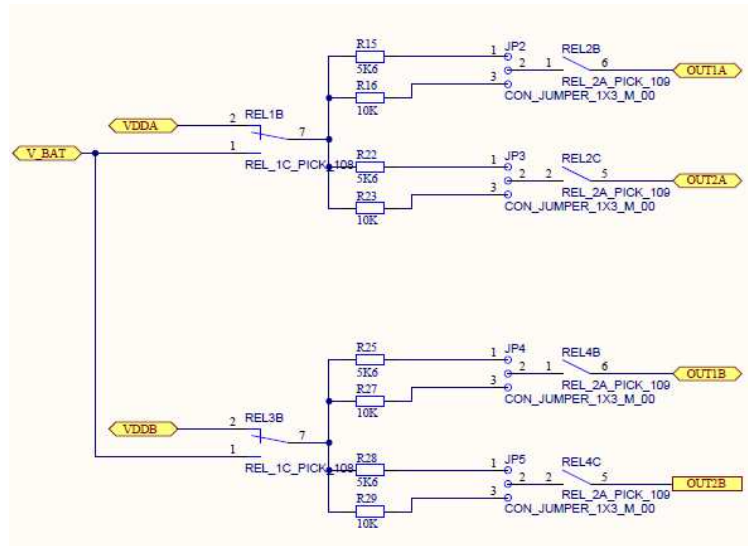 R15
5K6
R16
10K
1 JP2
2
3
CON_JUMPER_1X3_M_00
REL2B
1 6
REL_2A_PICK_109
OUT1A
VDDA
2 REL1B
7
1
REL_1C_PICK_108
V_BAT
R22
5K6
R23
10K
1 JP3
2
3
CON_JUMPER_1X3_M_00
REL2C
2 5
REL_2A_PICK_109
OUT2A
R25
5K6
R27
10K
1 JP4
2
3
CON_JUMPER_1X3_M_00
REL4B
1 6
REL_2A_PICK_109
OUT1B
VDDB
2 REL3B
7
1
REL_1C_PICK_108
R28
5K6
R29
10K
1 JP5
2
3
CON_JUMPER_1X3_M_00
REL4C
2 5
REL_2A_PICK_109
OUT2B